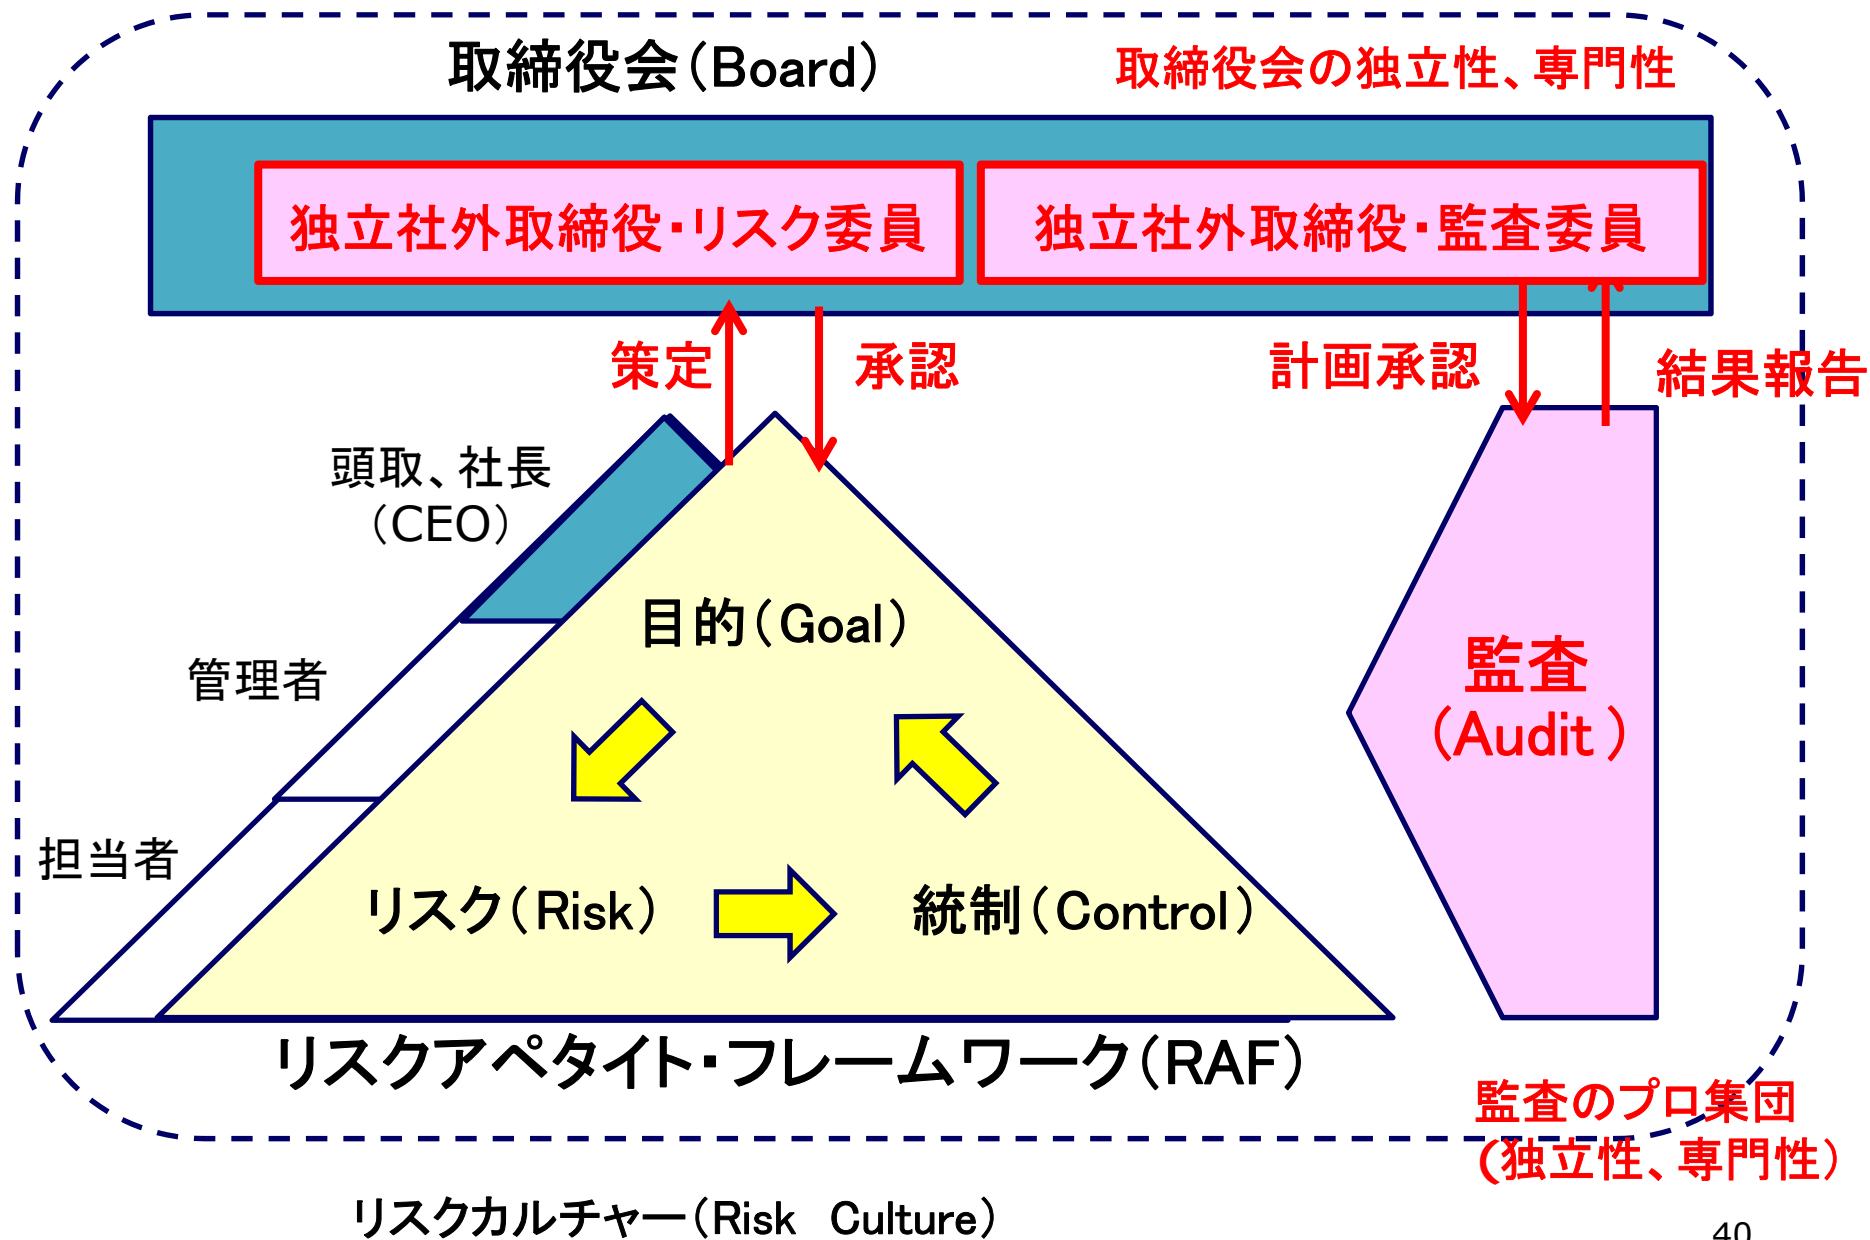 取締役会（Board）
取締役会の独立性、専門性
独立社外取締役・リスク委員
独立社外取締役・監査委員
策定
承認
計画承認
結果報告
頭取、社長
（CEO）
目的（Goal）
管理者
監査
（Audit）
担当者
リスク（Risk）
統制（Control）
リスクアペタイト・フレームワーク（RAF）
監査のプロ集団
(独立性、専門性）
リスクカルチャー（Risk　Culture）
40